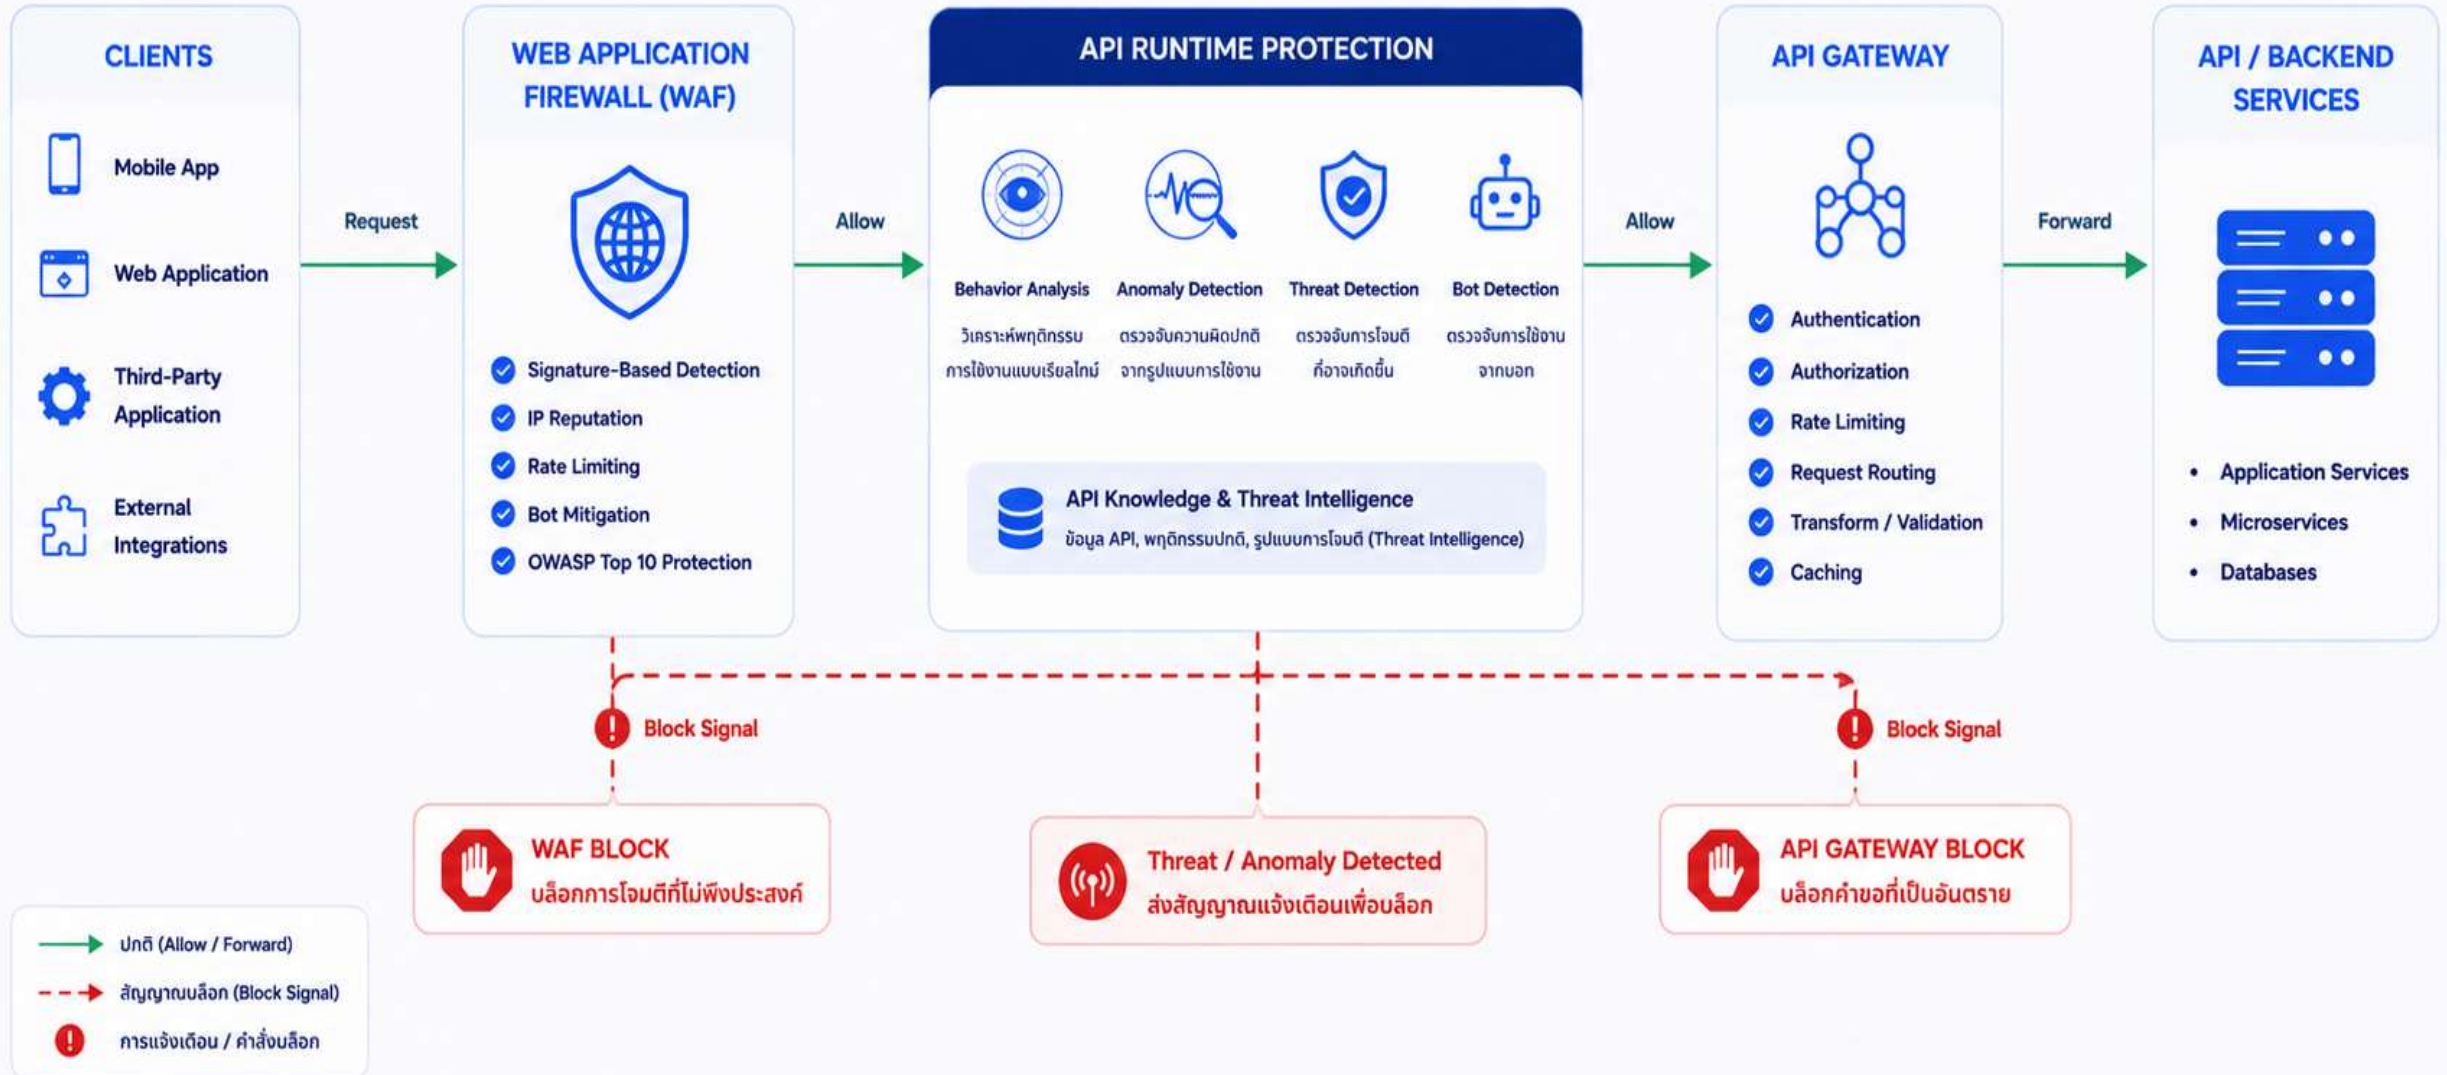 CLIENTS
Mobile App
Web Application
Third-Party
Application
External
Integrations
Request
WEB APPLICATION
FIREWALL (WAF)
Signature-Based Detection
IP Reputation
Rate Limiting
Bot Mitigation
OWASP Top 10 Protection
Allow
API RUNTIME PROTECTION
Behavior Analysis
วิเคราะห์พฤติกรรม
การใช้งานแบบเรียลไทม์
Anomaly Detection
ตรวจจับความผิดปกติ
จากรูปแบบการใช้งาน
Threat Detection
ตรวจจับการโจมตี
ที่อาจเกิดขึ้น
Bot Detection
ตรวจจับการใช้งาน
จากบอท
API Knowledge & Threat Intelligence
ข้อมูล API, พฤติกรรมปกติ, รูปแบบการโจมตี (Threat Intelligence)
Allow
API GATEWAY
Authentication
Authorization
Rate Limiting
Request Routing
Transform / Validation
Caching
Forward
API / BACKEND
SERVICES
• Application Services
• Microservices
• Databases
Block Signal
WAF BLOCK
บล็อกการโจมตีที่ไม่พึงประสงค์
Threat / Anomaly Detected
ส่งสัญญาณแจ้งเตือนเพื่อบล็อก
Block Signal
API GATEWAY BLOCK
บล็อกคำขอที่เป็นอันตราย
ปกติ (Allow / Forward)
สัญญาณบล็อก (Block Signal)
การแจ้งเตือน / คำสั่งบล็อก